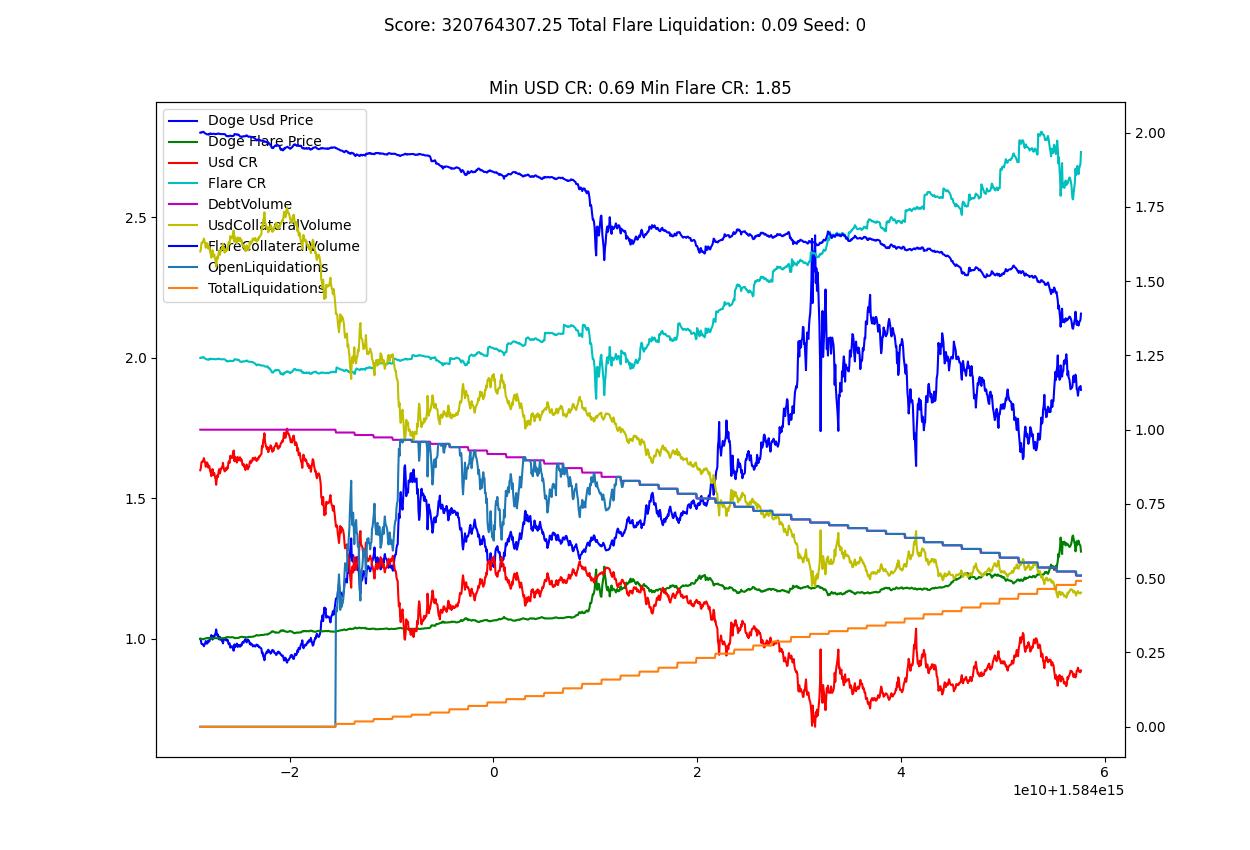 Score: 320764307.25 Total Flare Liquidation: 0.09 Seed: 0
Min USD CR: 0.69 Min Flare CR: 1.85
Doge Usd Price
Doge Flare Price
Usd CR
Flare CR
DebtVolume
UsdCollateralVolume
FlareCollateralVolume
OpenLiquidations
TotalLiquidations
2.5
2.0
1.5
1.0
2.00
1.75
1.50
1.25
1.00
0.75
0.50
0.25
0.00
−2
0
2
4
6
1e10+1.584e15